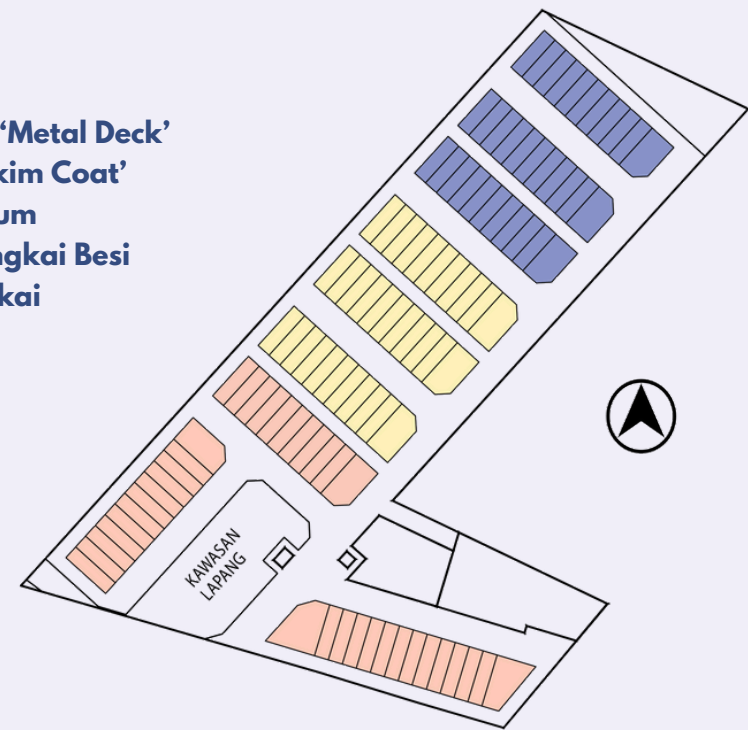 ‘Metal Deck’
kim Coat’
um
ngkai Besi
kai
KAWASAN
LAPANG